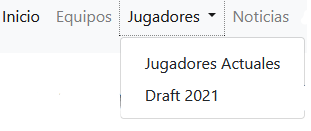 Inicio Equipos Jugadores Noticias
Jugadores Actuales
Draft 2021